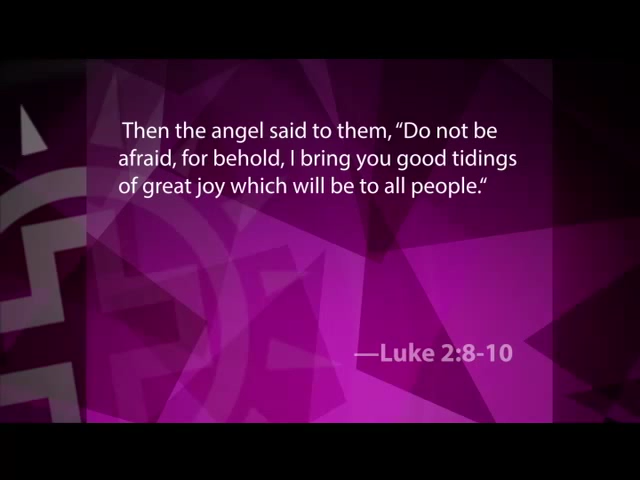 Then the angel said to them, “Do not be
afraid, for behold, I bring you good tidings
of great joy which will be to all people.“
—Luke 2:8-10